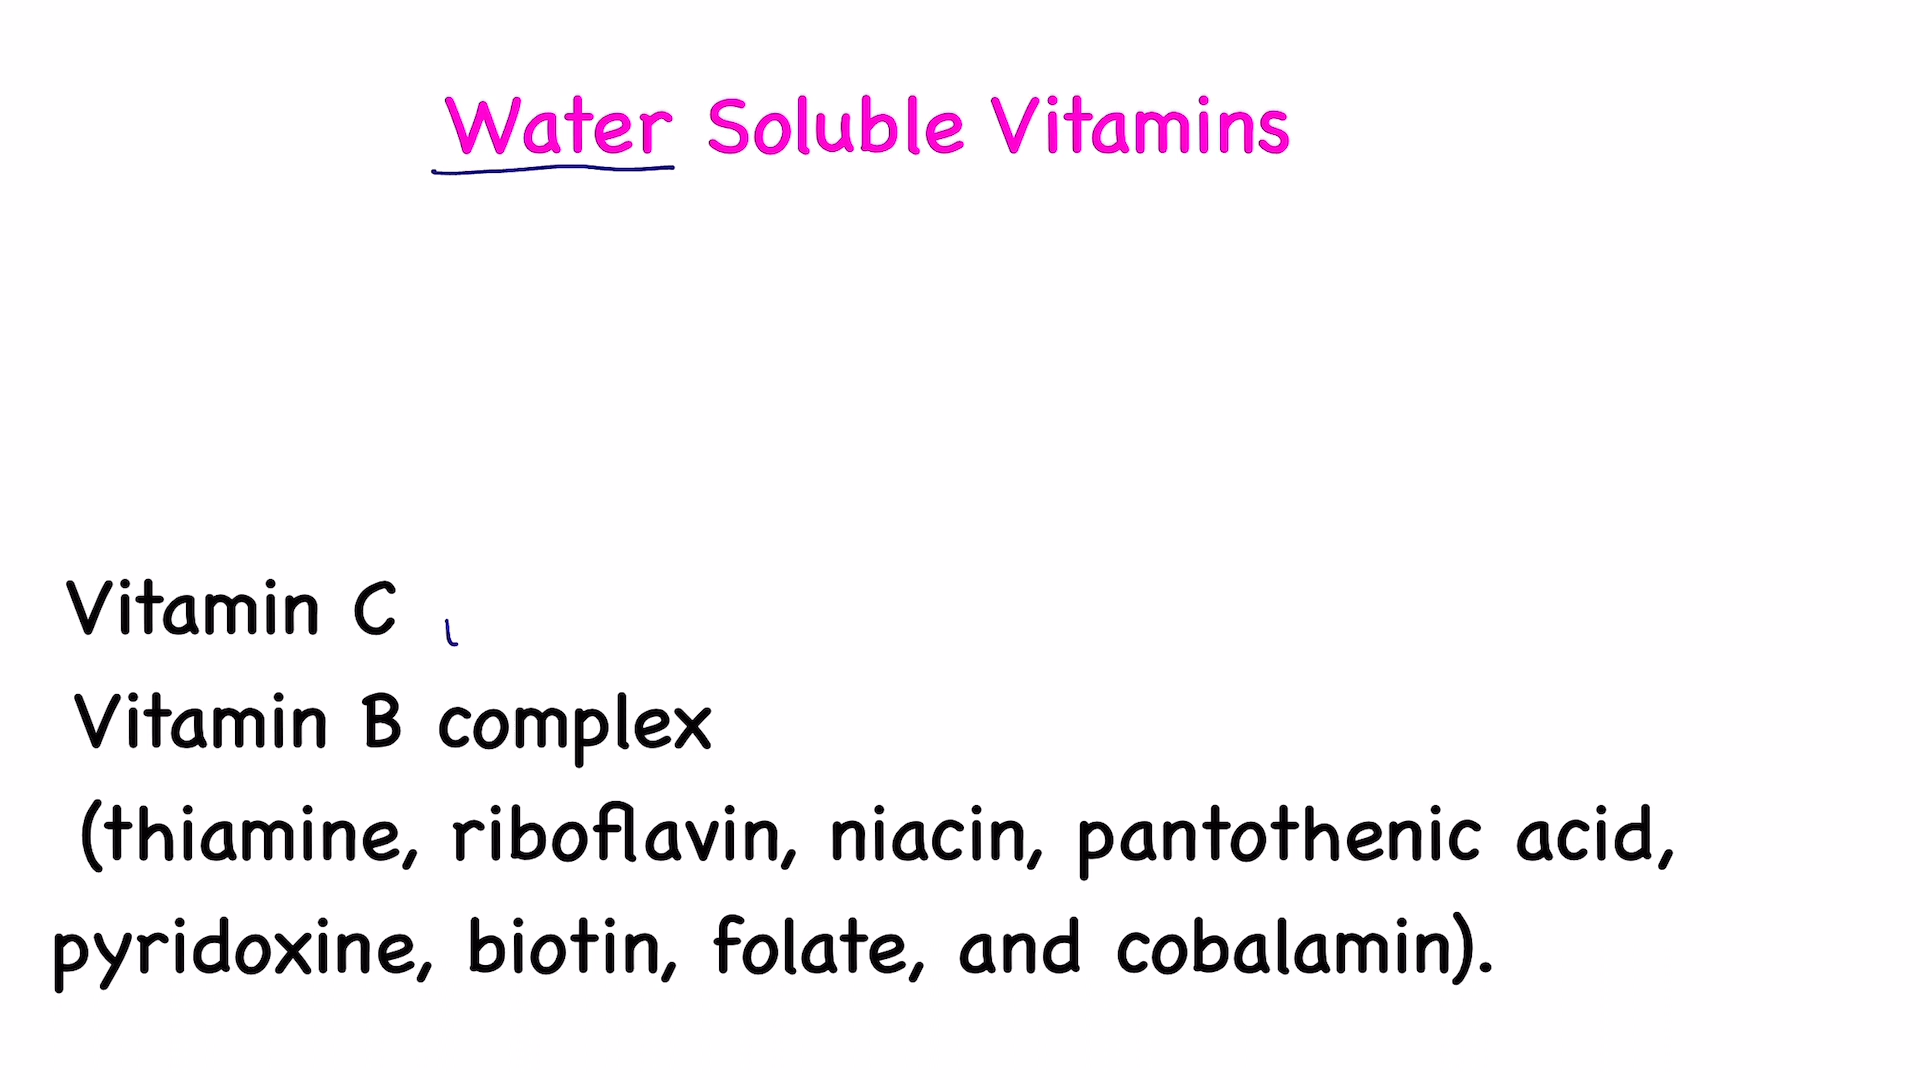 Water Soluble Vitamins
Vitamin C
Vitamin B complex
(thiamine, riboflavin, niacin, pantothenic acid,
pyridoxine, biotin, folate, and cobalamin).